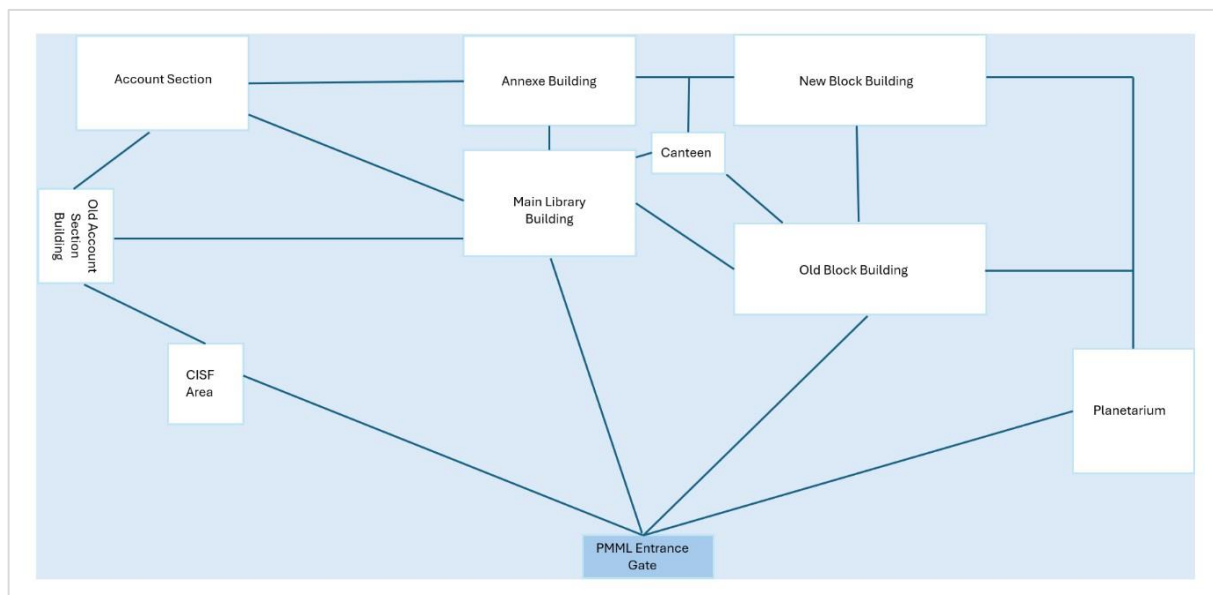 Account Section
Annexe Building
New Block Building
Canteen
Main Library
Building
Old Account
Section
Building
Old Block Building
CISF
Area
Planetarium
PMML Entrance
Gate